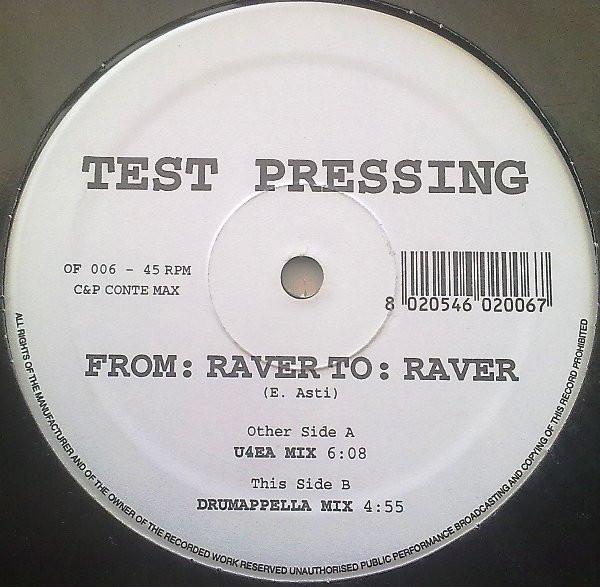 TEST PRESSING
OF 006 - 45 RPM
C&P CONTE MAX
8 020546 020067
FROM: RAVER TO: RAVER
(E. Asti)
Other Side A
U4EA MIX 6:08
This Side B
DRUMAPPELLA MIX 4:55
ALL RIGHTS OF THE MANUFACTURER AND OF THE OWNER OF THE RECORDED WORK RESERVED UNAUTHORISED PUBLIC PERFORMANCE BROADCASTING AND COPYING OF THIS RECORD PROHIBITED